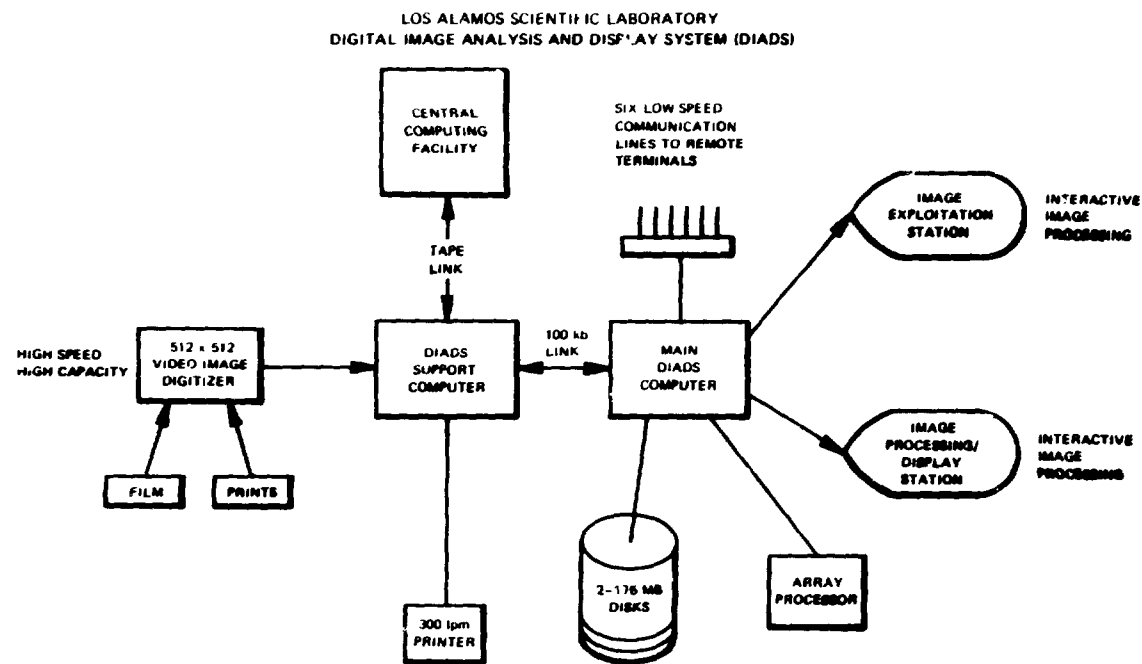 LOS ALAMOS SCIENTIFIC LABORATORY
DIGITAL IMAGE ANALYSIS AND DISPLAY SYSTEM (DIADS)
CENTRAL
COMPUTING
FACILITY
SIX LOW SPEED
COMMUNICATION
LINES TO REMOTE
TERMINALS
IMAGE
EXPLOITATION
STATION
INTERACTIVE
IMAGE
PROCESSING
TAPE
LINK
HIGH SPEED
HIGH CAPACITY
512 x 512
VIDEO IMAGE
DIGITIZER
DIADS
SUPPORT
COMPUTER
100 kb
LINK
MAIN
DIADS
COMPUTER
IMAGE
PROCESSING/
DISPLAY
STATION
INTERACTIVE
IMAGE
PROCESSING
FILM
PRINTS
300 lpm
PRINTER
2-176 MB
DISKS
ARRAY
PROCESSOR